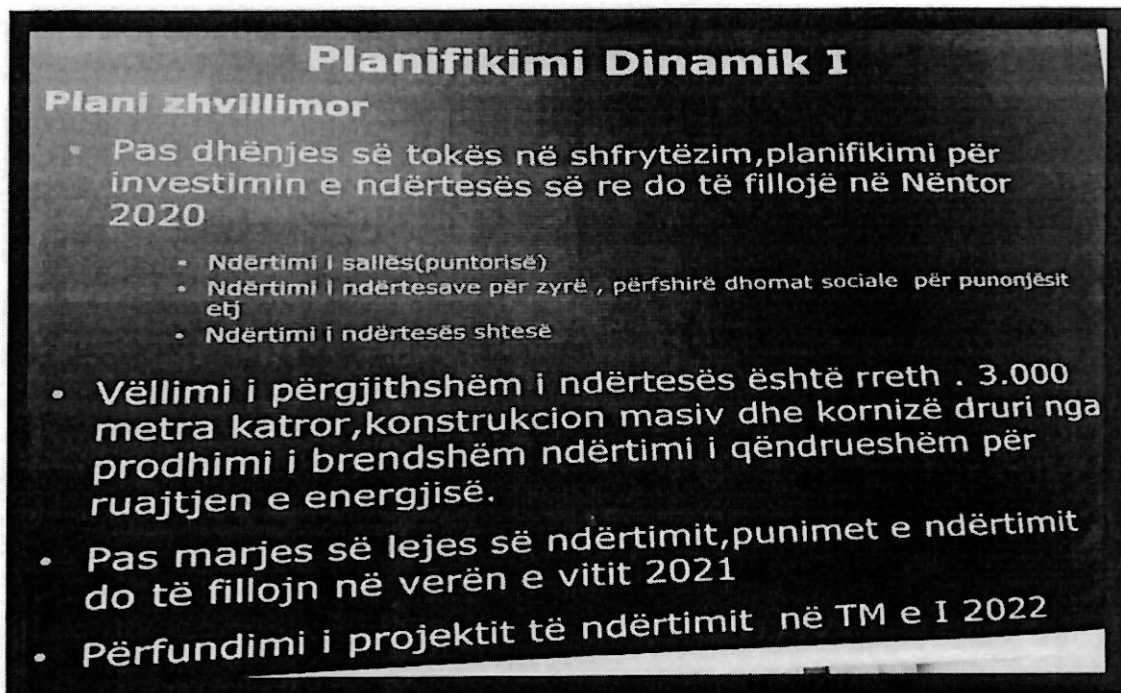 Planifikimi Dinamik I
Plani zhvillimor
• Pas dhënjes së tokës në shfrytëzim,planifikimi për
investimin e ndërtesës së re do të fillojë në Nëntor
2020
• Ndërtimi i sallës(puntorisë)
• Ndërtimi i ndërtesave për zyrë , përfshirë dhomat sociale për punonjësit
etj
• Ndërtimi i ndërtesës shtesë
• Vëllimi i përgjithshëm i ndërtesës është rreth . 3.000
metra katror,konstrukcion masiv dhe kornizë druri nga
prodhimi i brendshëm ndërtimi i qëndrueshëm për
ruajtjen e energjisë.
• Pas marjes së lejes së ndërtimit,punimet e ndërtimit
do të fillojn në verën e vitit 2021
• Përfundimi i projektit të ndërtimit në TM e I 2022